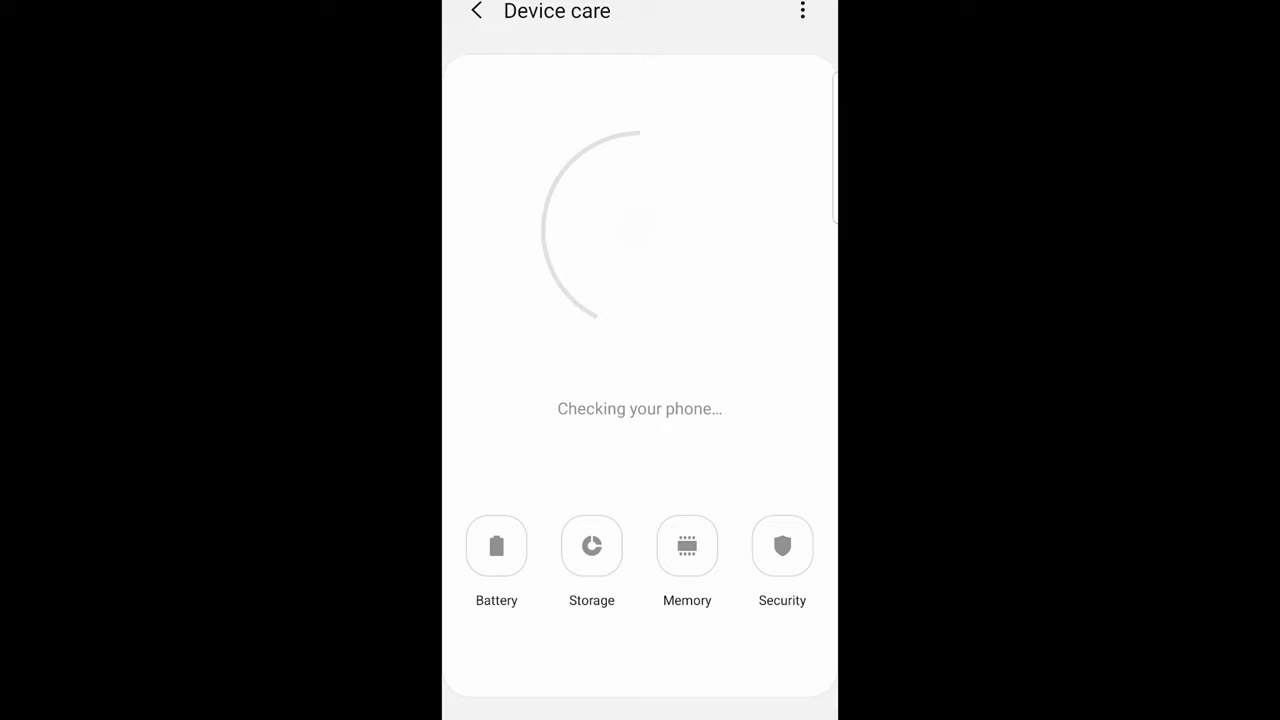 Device care
Checking your phone...
Battery
Storage
Memory
Security